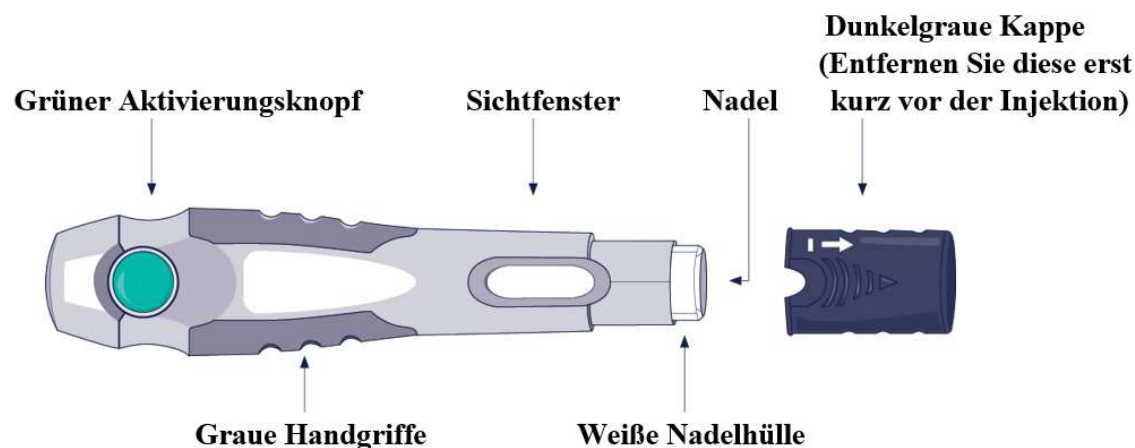 Dunkelgraue Kappe
(Entfernen Sie diese erst
kurz vor der Injektion)
Grüner Aktivierungsknopf
Sichtfenster
Nadel
Graue Handgriffe
Weiße Nadelhülle